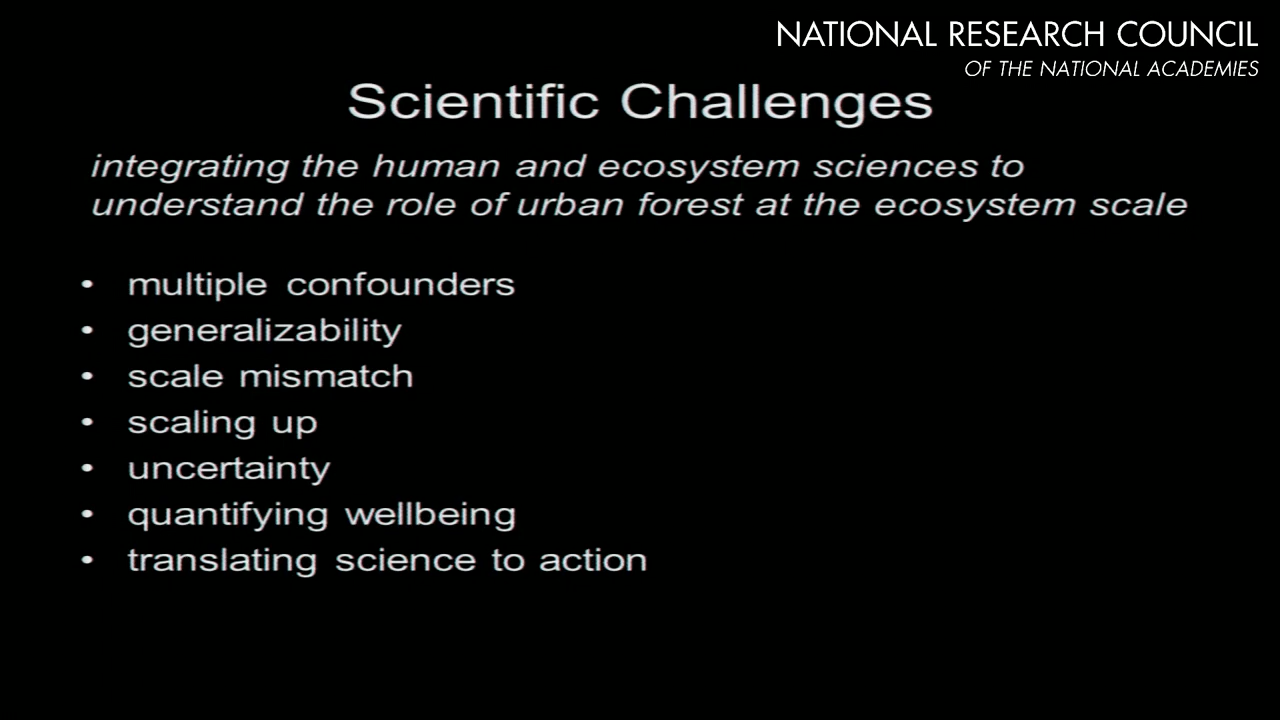 NATIONAL RESEARCH COUNCIL
OF THE NATIONAL ACADEMIES
Scientific Challenges
integrating the human and ecosystem sciences to
understand the role of urban forest at the ecosystem scale
• multiple confounders
• generalizability
• scale mismatch
• scaling up
• uncertainty
• quantifying wellbeing
• translating science to action